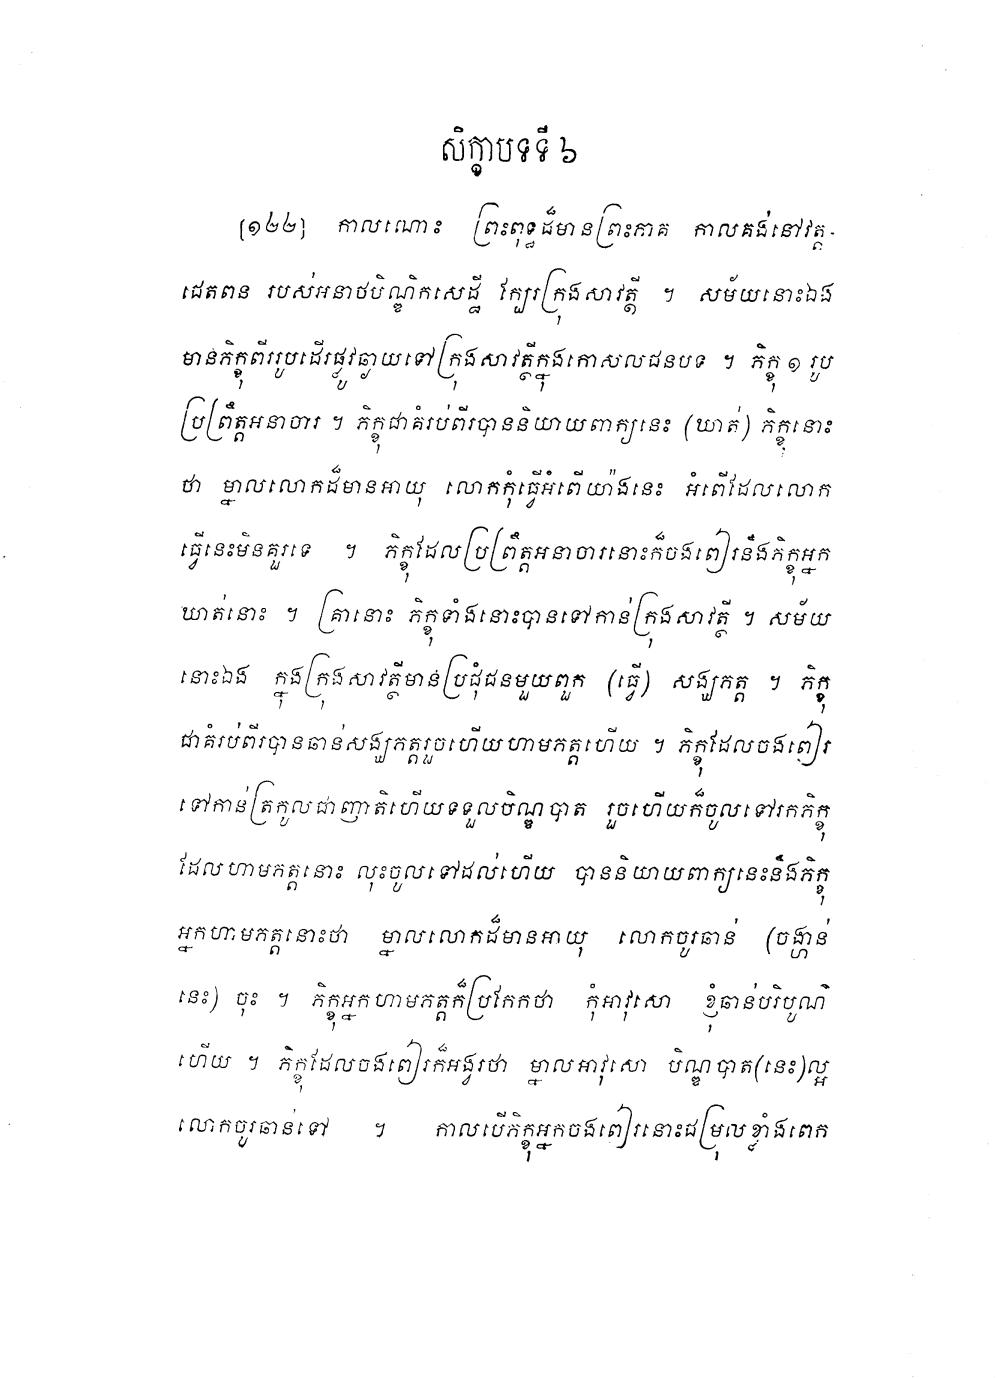 សិក្ខាបទទី ៦
[១២២] កាលណោះ ព្រះពុទ្ធដ៏មានព្រះភាគ កាលគង់នៅវត្ត-
ជេតពន របស់អនាថបិណ្ឌិកសេដ្ឋី ក្បែរក្រុងសាវត្ថី ។ សម័យនោះឯង
មានភិក្ខុពីររូបដើរផ្លូវឆ្ងាយទៅក្រុងសាវត្ថីក្នុងកោសលជនបទ ។ ភិក្ខុ ១ រូប
ប្រព្រឹត្តអនាចារ ។ ភិក្ខុជាគំរប់ពីរបាននិយាយពាក្យនេះ (ឃាត់) ភិក្ខុនោះ
ថា ម្នាលលោកដ៏មានអាយុ លោកកុំធ្វើអំពើយ៉ាងនេះ អំពើដែលលោក
ធ្វើនេះមិនគួរទេ ។ ភិក្ខុដែលប្រព្រឹត្តអនាចារនោះក៏ចងពៀរនឹងភិក្ខុអ្នក
ឃាត់នោះ ។ គ្រានោះ ភិក្ខុទាំងនោះបានទៅកាន់ក្រុងសាវត្ថី ។ សម័យ
នោះឯង ក្នុងក្រុងសាវត្ថីមានប្រជុំជនមួយពួក (ធ្វើ) សង្ឃភត្ត ។ ភិក្ខុ
ជាគំរប់ពីរបានឆាន់សង្ឃភត្តរួចហើយហាមភត្តហើយ ។ ភិក្ខុដែលចងពៀរ
ទៅកាន់ត្រកូលជាញាតិហើយទទួលបិណ្ឌបាត រួចហើយក៏ចូលទៅរកភិក្ខុ
ដែលហាមភត្តនោះ លុះចូលទៅដល់ហើយ បាននិយាយពាក្យនេះនឹងភិក្ខុ
អ្នកហាមភត្តនោះថា ម្នាលលោកដ៏មានអាយុ លោកចូរឆាន់ (ចង្ហាន់
នេះ) ចុះ ។ ភិក្ខុអ្នកហាមភត្តក៏ប្រកែកថា កុំអាវុសោ ខ្ញុំឆាន់បរិបូណ៌
ហើយ ។ ភិក្ខុដែលចងពៀរក៏អង្វរថា ម្នាលអាវុសោ បិណ្ឌបាត(នេះ)ល្អ
លោកចូរឆាន់ទៅ ។ កាលបើភិក្ខុអ្នកចងពៀរនោះជម្រុលខ្លាំងពេក